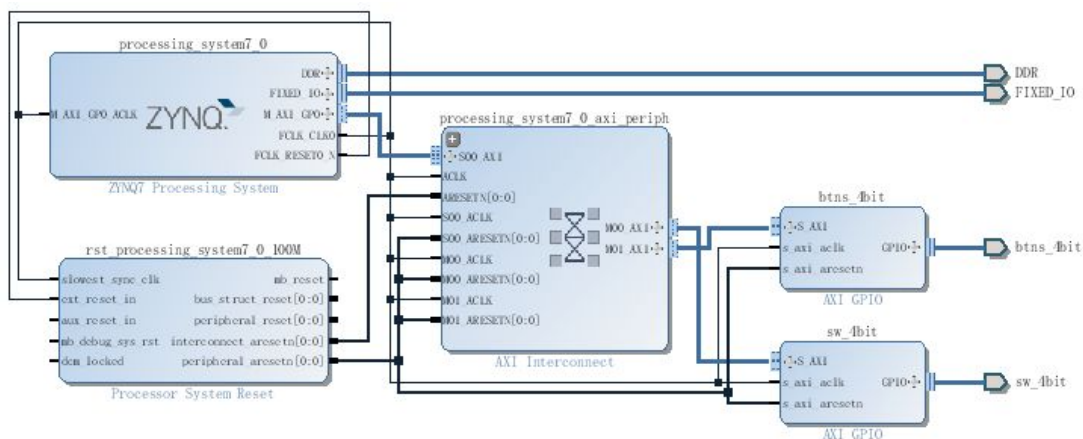 processing_system7_0
DDR
FIXED_IO
M_AXI_GP0_ACLK
ZYNQ.
M_AXI_GP0
FCLK_CLK0
FCLK_RESET0_N
ZYNQ7 Processing System
DDR
FIXED_IO
processing_system7_0_axi_periph
S00_AXI
ACLK
ARESETN[0:0]
S00_ACLK
S00_ARESETN[0:0]
M00_ACLK
M00_ARESETN[0:0]
M01_ACLK
M01_ARESETN[0:0]
M00_AXI
M01_AXI
AXI Interconnect
rst_processing_system7_0_100M
slowest_sync_clk
ext_reset_in
aux_reset_in
mb_debug_sys_rst
dcm_locked
mb_reset
bus_struct_reset[0:0]
peripheral_reset[0:0]
interconnect_aresetn[0:0]
peripheral_aresetn[0:0]
Processor System Reset
btns_4bit
S_AXI
s_axi_aclk
s_axi_aresetn
GPIO
AXI GPIO
btns_4bit
sw_4bit
S_AXI
s_axi_aclk
s_axi_aresetn
GPIO
AXI GPIO
sw_4bit